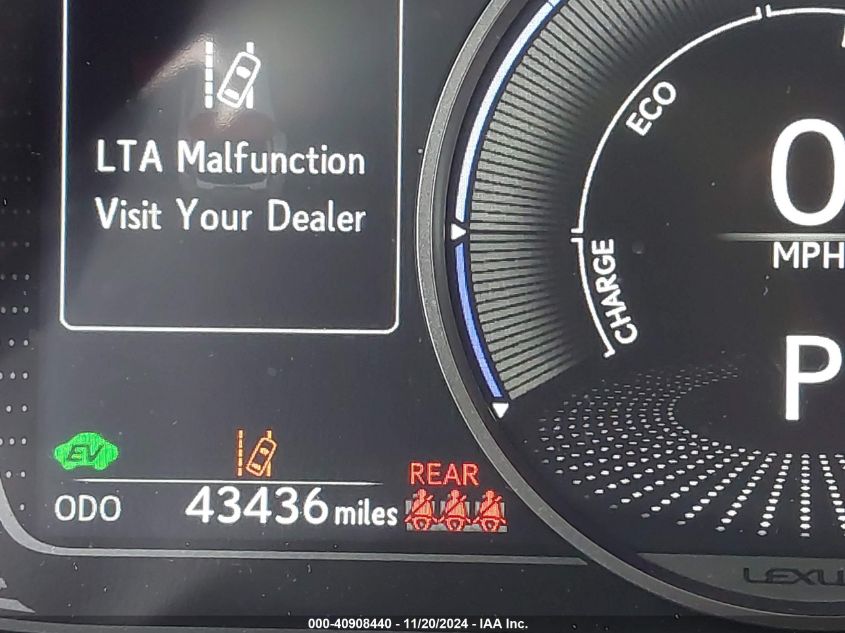 LTA Malfunction
Visit Your Dealer
ECO
CHARGE
0
MPH
P
EV
REAR
ODO 43436 miles
LEXU
000-40908440 - 11/20/2024 - IAA Inc.